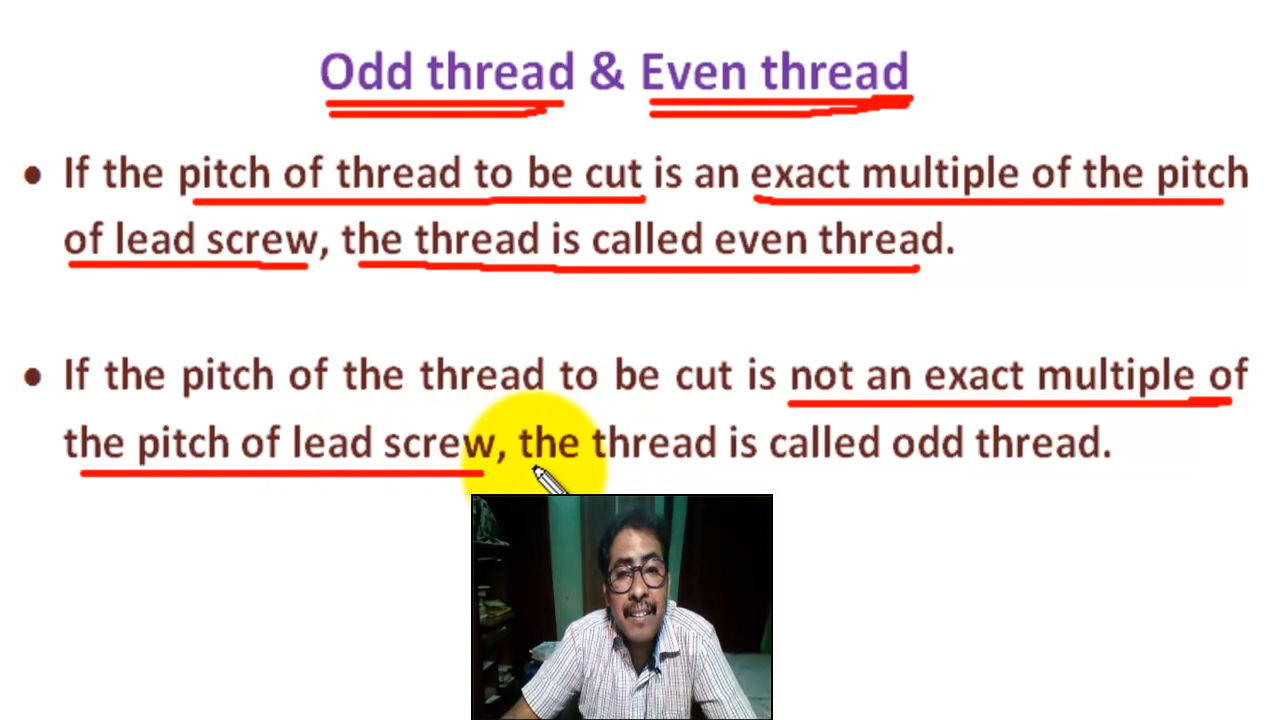 Odd thread & Even thread
• If the pitch of thread to be cut is an exact multiple of the pitch
of lead screw, the thread is called even thread.
• If the pitch of the thread to be cut is not an exact multiple of
the pitch of lead screw, the thread is called odd thread.